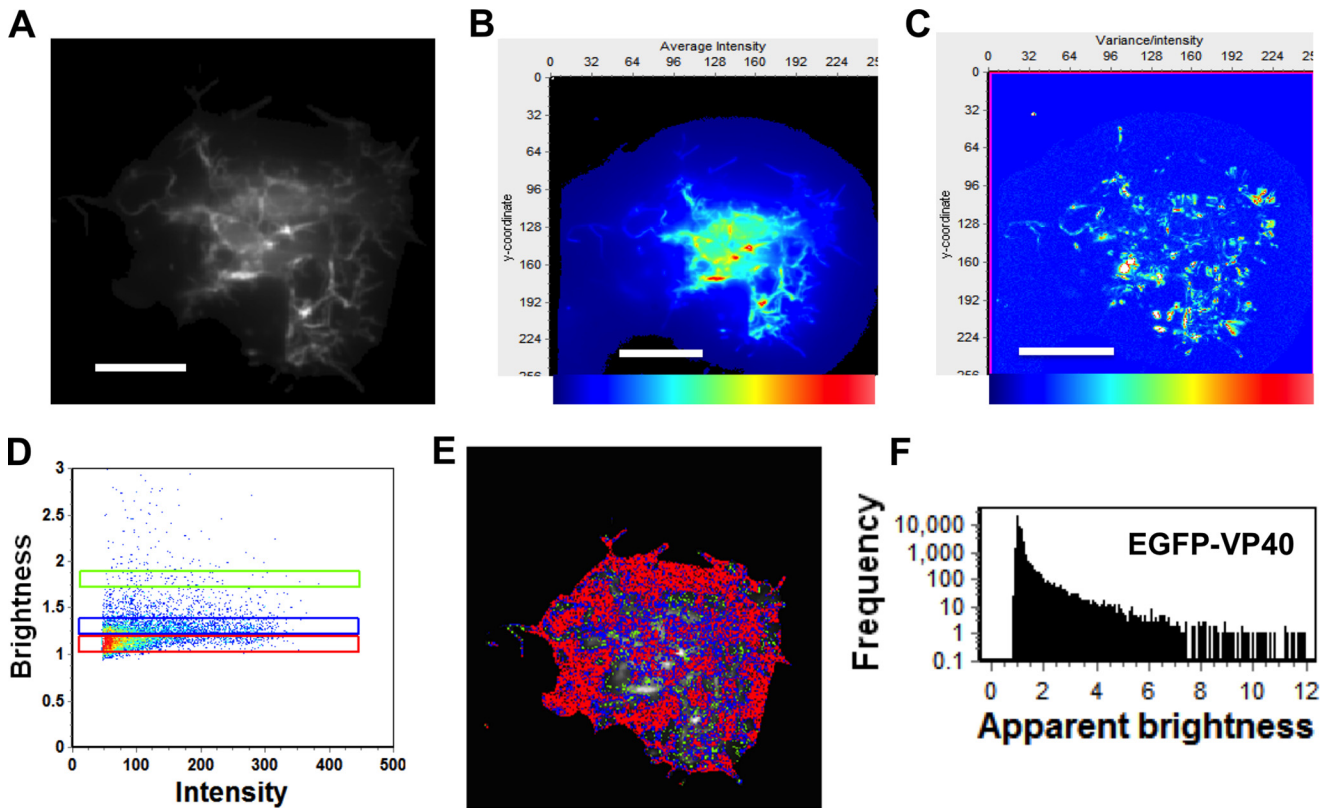 A
B
Average Intensity
0 32 64 96 128 160 192 224 25
0
32
64
96
128
160
192
224
256
y-coordinate
C
Variance/intensity
0 32 64 96 128 160 192 224 25
0
32
64
96
128
160
192
224
256
y-coordinate
D
3
2.5
2
1.5
1
0.5
0
Brightness
0 100 200 300 400 500
Intensity
E
F
EGFP-VP40
10,000
1,000
100
10
1
0.1
Frequency
0 2 4 6 8 10 12
Apparent brightness